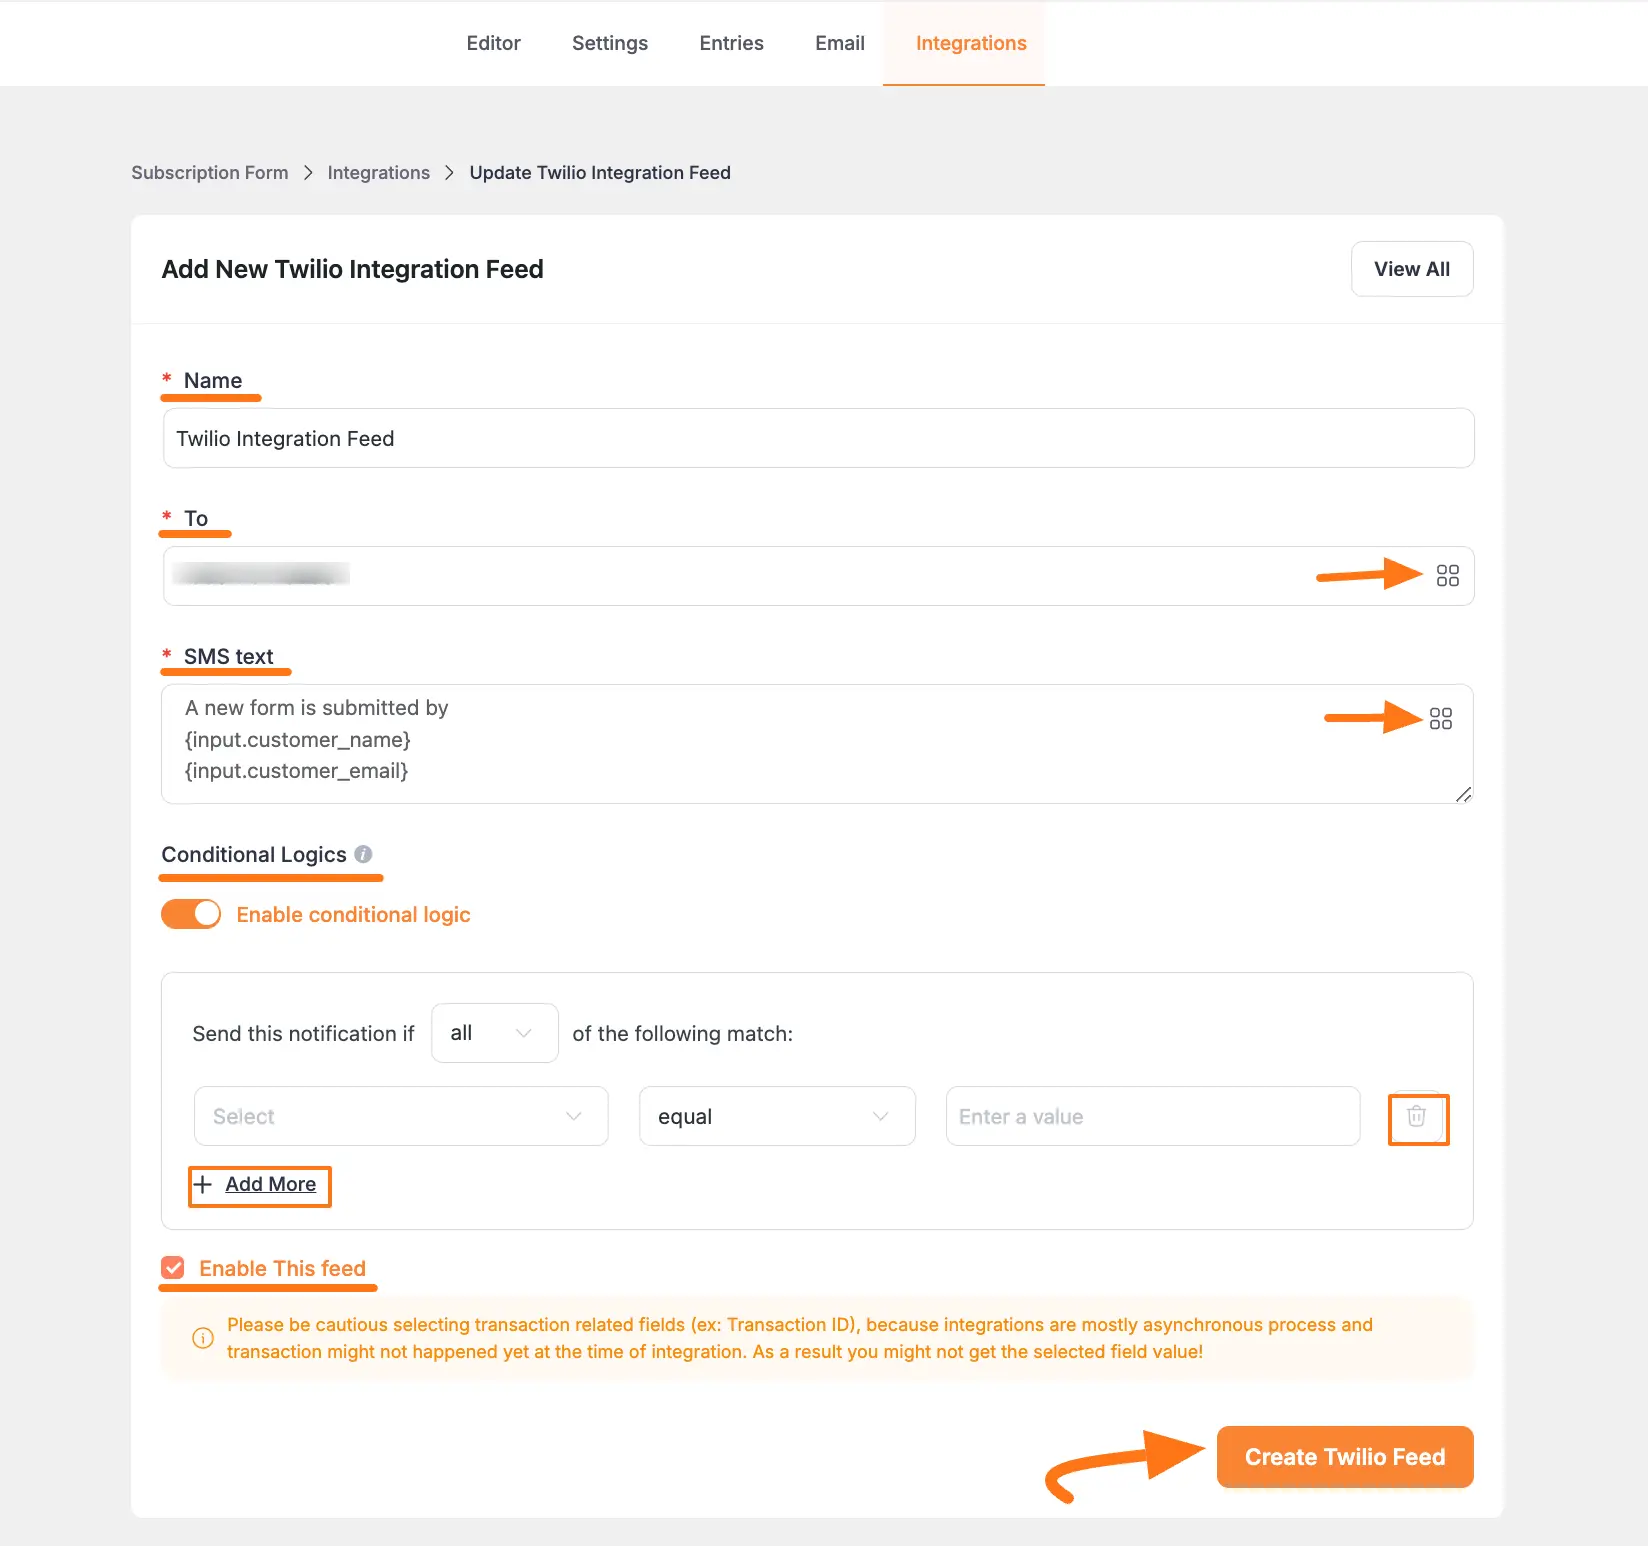 Editor Settings Entries Email Integrations
Subscription Form > Integrations > Update Twilio Integration Feed
Add New Twilio Integration Feed
View All
* Name
Twilio Integration Feed
* To
* SMS text
A new form is submitted by
{input.customer_name}
{input.customer_email}
Conditional Logics
Enable conditional logic
Send this notification if all of the following match:
Select equal Enter a value
+ Add More
Enable This feed
Please be cautious selecting transaction related fields (ex: Transaction ID), because integrations are mostly asynchronous process and
transaction might not happened yet at the time of integration. As a result you might not get the selected field value!
Create Twilio Feed